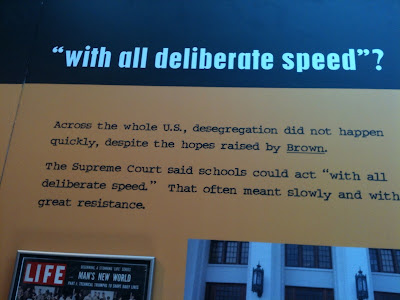 “with all deliberate speed”?
Across the whole U.S., desegregation did not happen
quickly, despite the hopes raised by Brown.
The Supreme Court said schools could act “with all
deliberate speed.” That often meant slowly and with
great resistance.
LIFE
MAN'S NEW WORLD